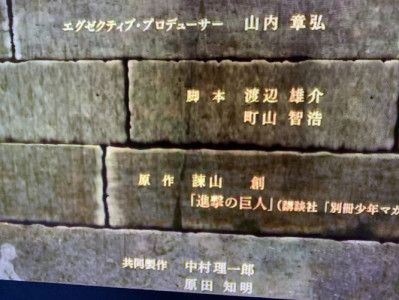 エグゼクティブ・プロデューサー 山内 章弘
脚本 渡辺 雄介
町山 智浩
原作 諫山 創
「進撃の巨人」(講談社「別冊少年マガ
共同製作 中村理一郎
原田 知明